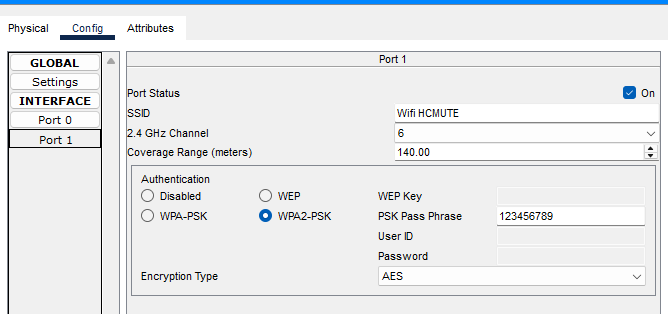 Physical Config Attributes
GLOBAL
Settings
INTERFACE
Port 0
Port 1
Port 1
Port Status On
SSID Wifi HCMUTE
2.4 GHz Channel 6
Coverage Range (meters) 140.00
Authentication
Disabled WEP WEP Key
WPA-PSK WPA2-PSK PSK Pass Phrase 123456789
User ID
Password
Encryption Type AES